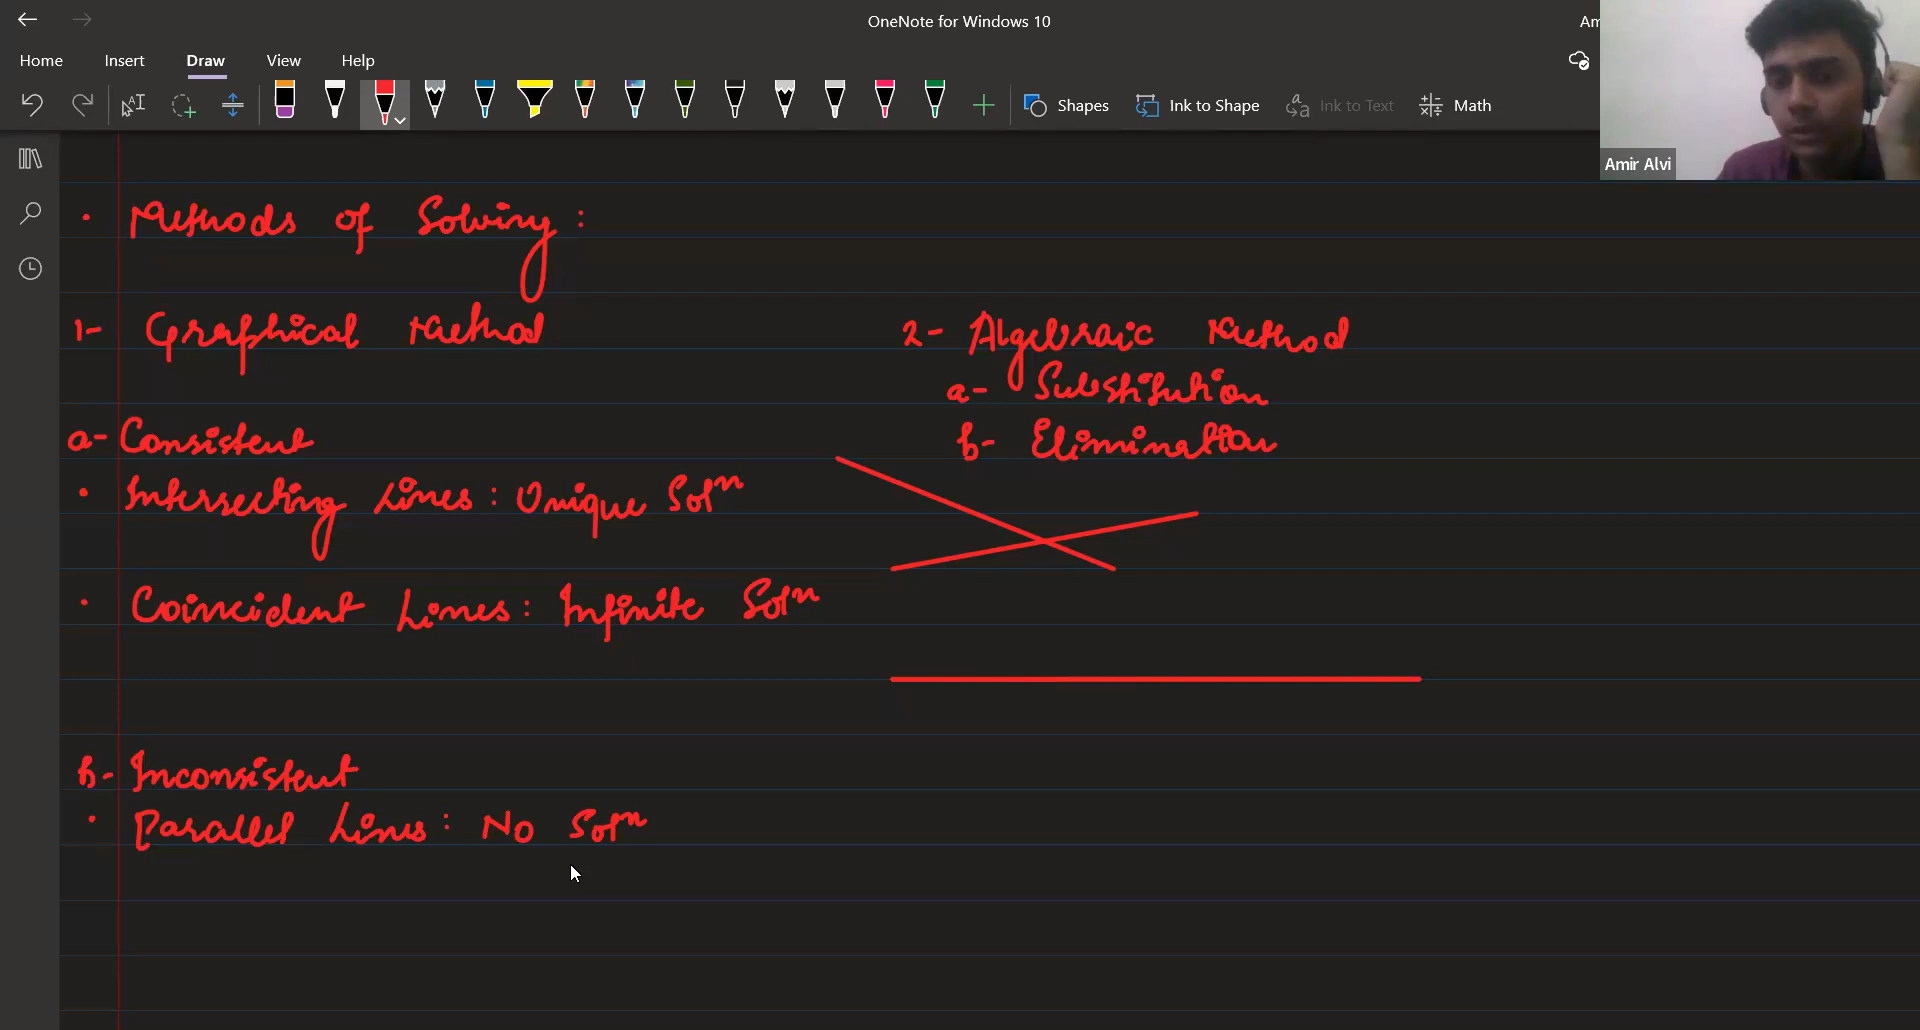 OneNote for Windows 10
Am
Home Insert Draw View Help
Shapes Ink to Shape Ink to Text Math
Amir Alvi
• Methods of Solving :
1- Graphical Method
2- Algebraic Method
a- Substitution
b- Elimination
a- Consistent
• Intersecting Lines : Unique Solⁿ
• Coincident Lines : Infinite Solⁿ
b- Inconsistent
• Parallel Lines : No Solⁿ